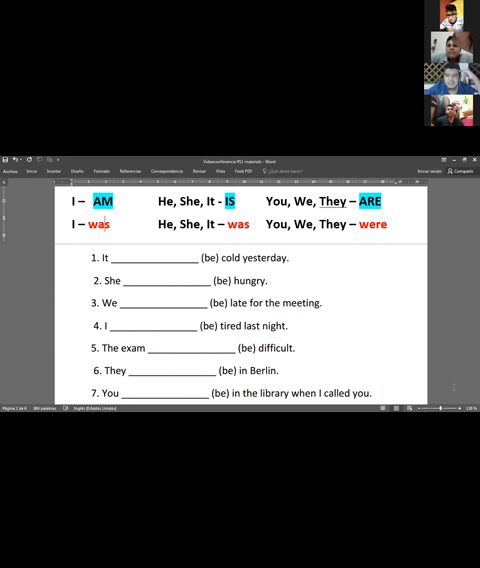 Videoconferencia #11 materials - Word
Archivo Inicio Insertar Diseño Formato Referencias Correspondencia Revisar Vista Foxit PDF ¿Qué desea hacer? Iniciar sesión Compartir
I – AM He, She, It - IS You, We, They – ARE
I – was He, She, It – was You, We, They – were
1. It ________________ (be) cold yesterday.
2. She ________________ (be) hungry.
3. We ________________ (be) late for the meeting.
4. I ________________ (be) tired last night.
5. The exam ________________ (be) difficult.
6. They ________________ (be) in Berlin.
7. You ________________ (be) in the library when I called you.
Página 2 de 6 384 palabras Inglés (Estados Unidos) 150 %